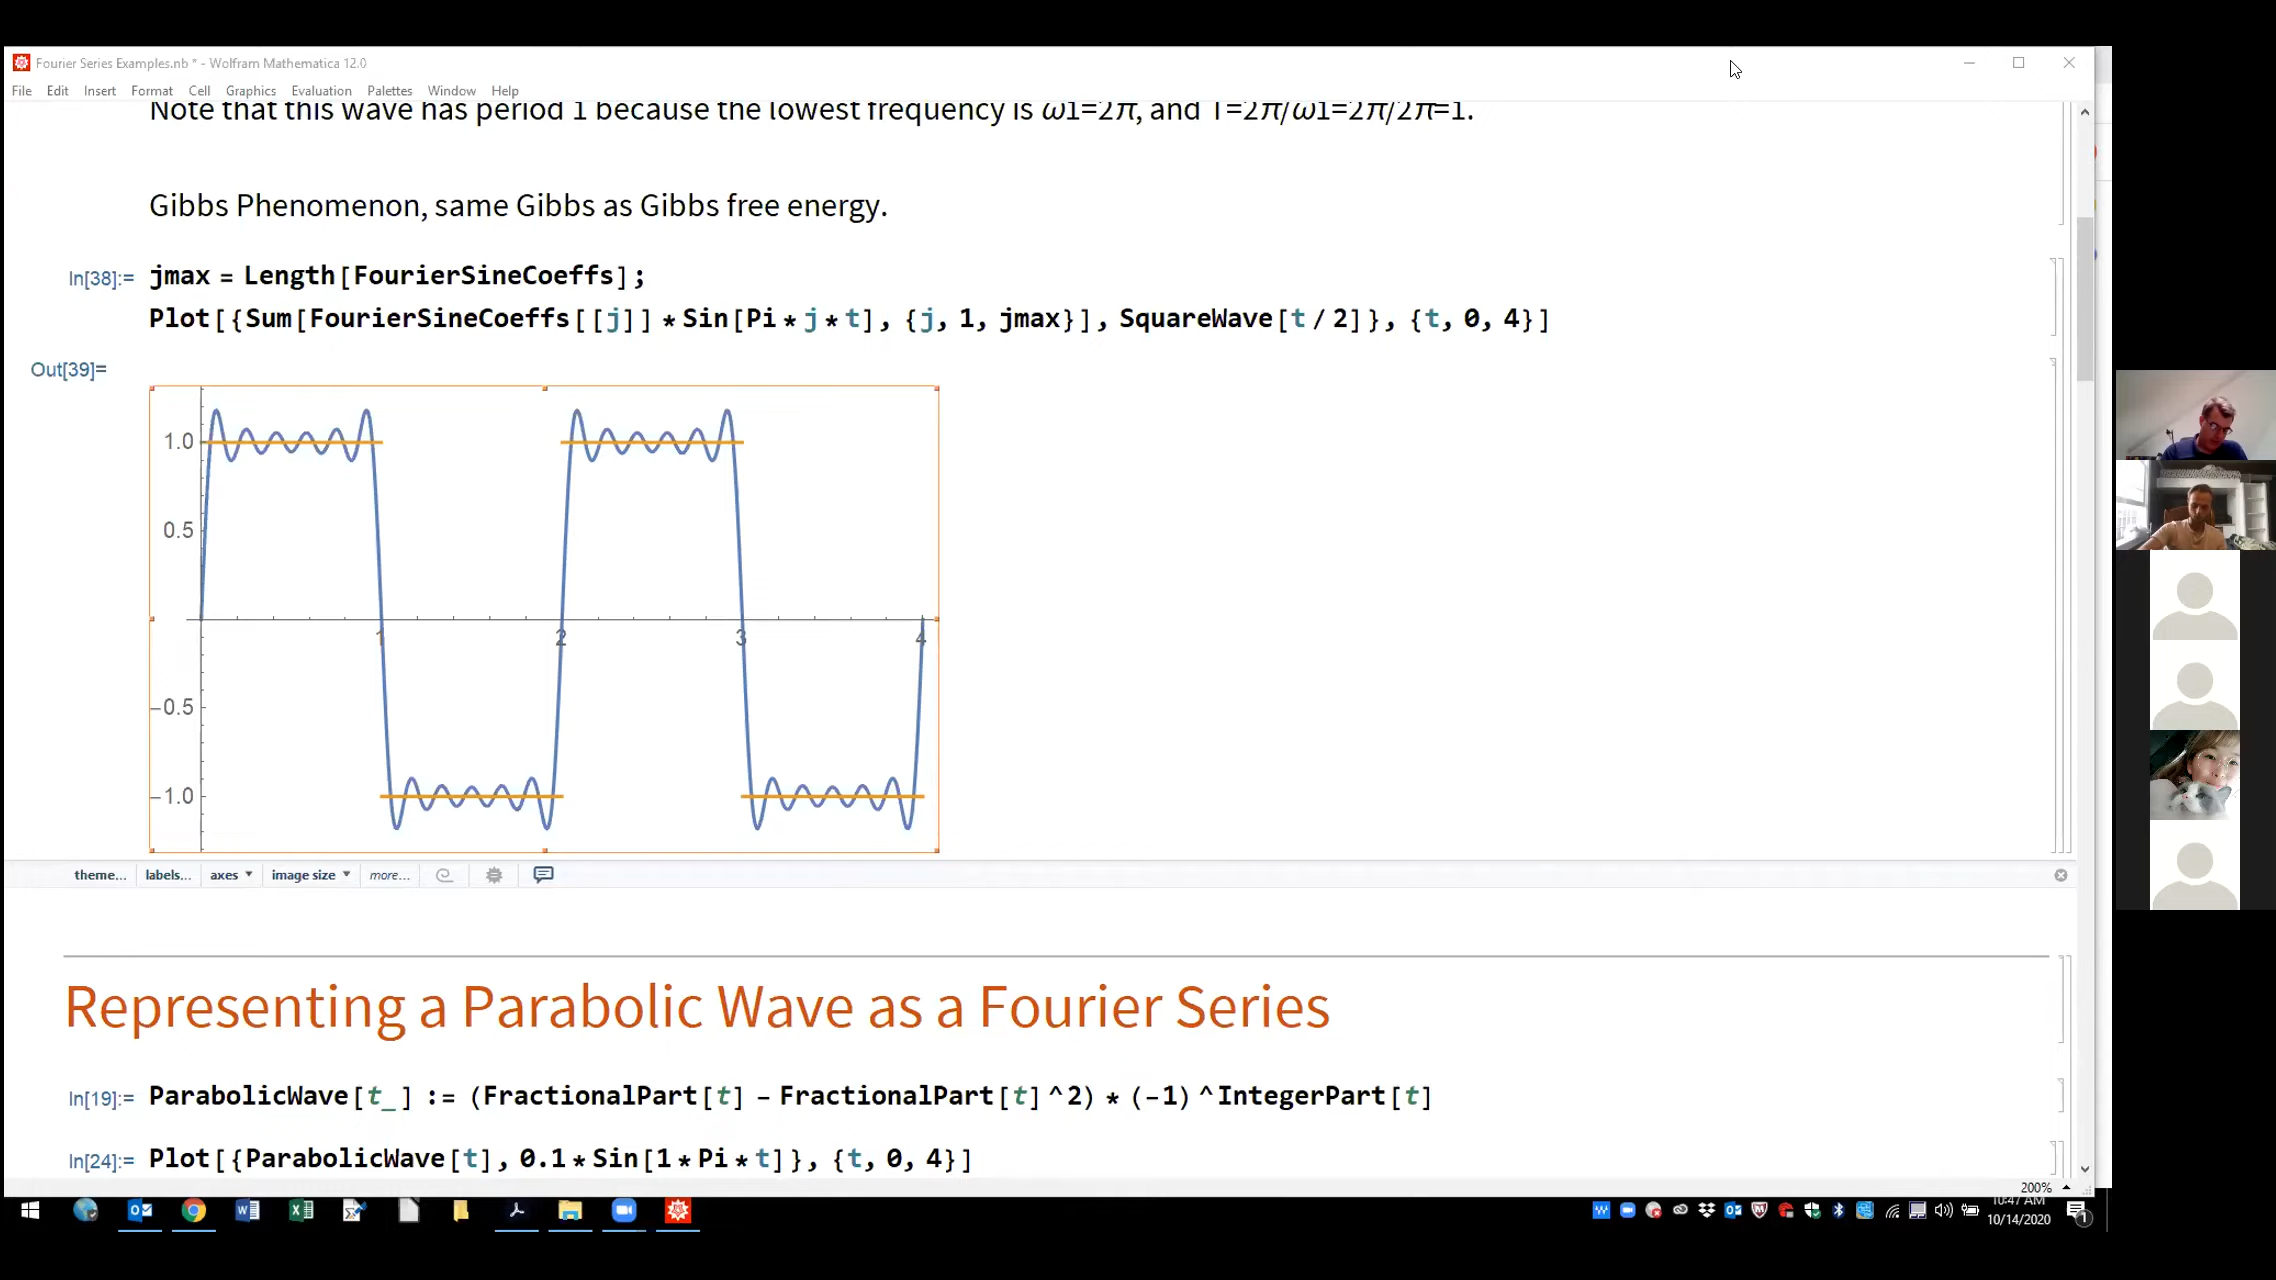 Fourier Series Examples.nb * - Wolfram Mathematica 12.0
File Edit Insert Format Cell Graphics Evaluation Palettes Window Help
Note that this wave has period 1 because the lowest frequency is ω1=2π, and T=2π/ω1=2π/2π=1.
Gibbs Phenomenon, same Gibbs as Gibbs free energy.
In[38]:= jmax = Length[FourierSineCoeffs];
Plot[{Sum[FourierSineCoeffs[[j]] * Sin[Pi * j * t], {j, 1, jmax}], SquareWave[t / 2]}, {t, 0, 4}]
Out[39]=
1.0
0.5
1 2 3 4
-0.5
-1.0
theme... labels... axes image size more...
Representing a Parabolic Wave as a Fourier Series
In[19]:= ParabolicWave[t_] := (FractionalPart[t] - FractionalPart[t] ^ 2) * (-1) ^ IntegerPart[t]
In[24]:= Plot[{ParabolicWave[t], 0.1 * Sin[1 * Pi * t]}, {t, 0, 4}]
200%
10:47 AM
10/14/2020